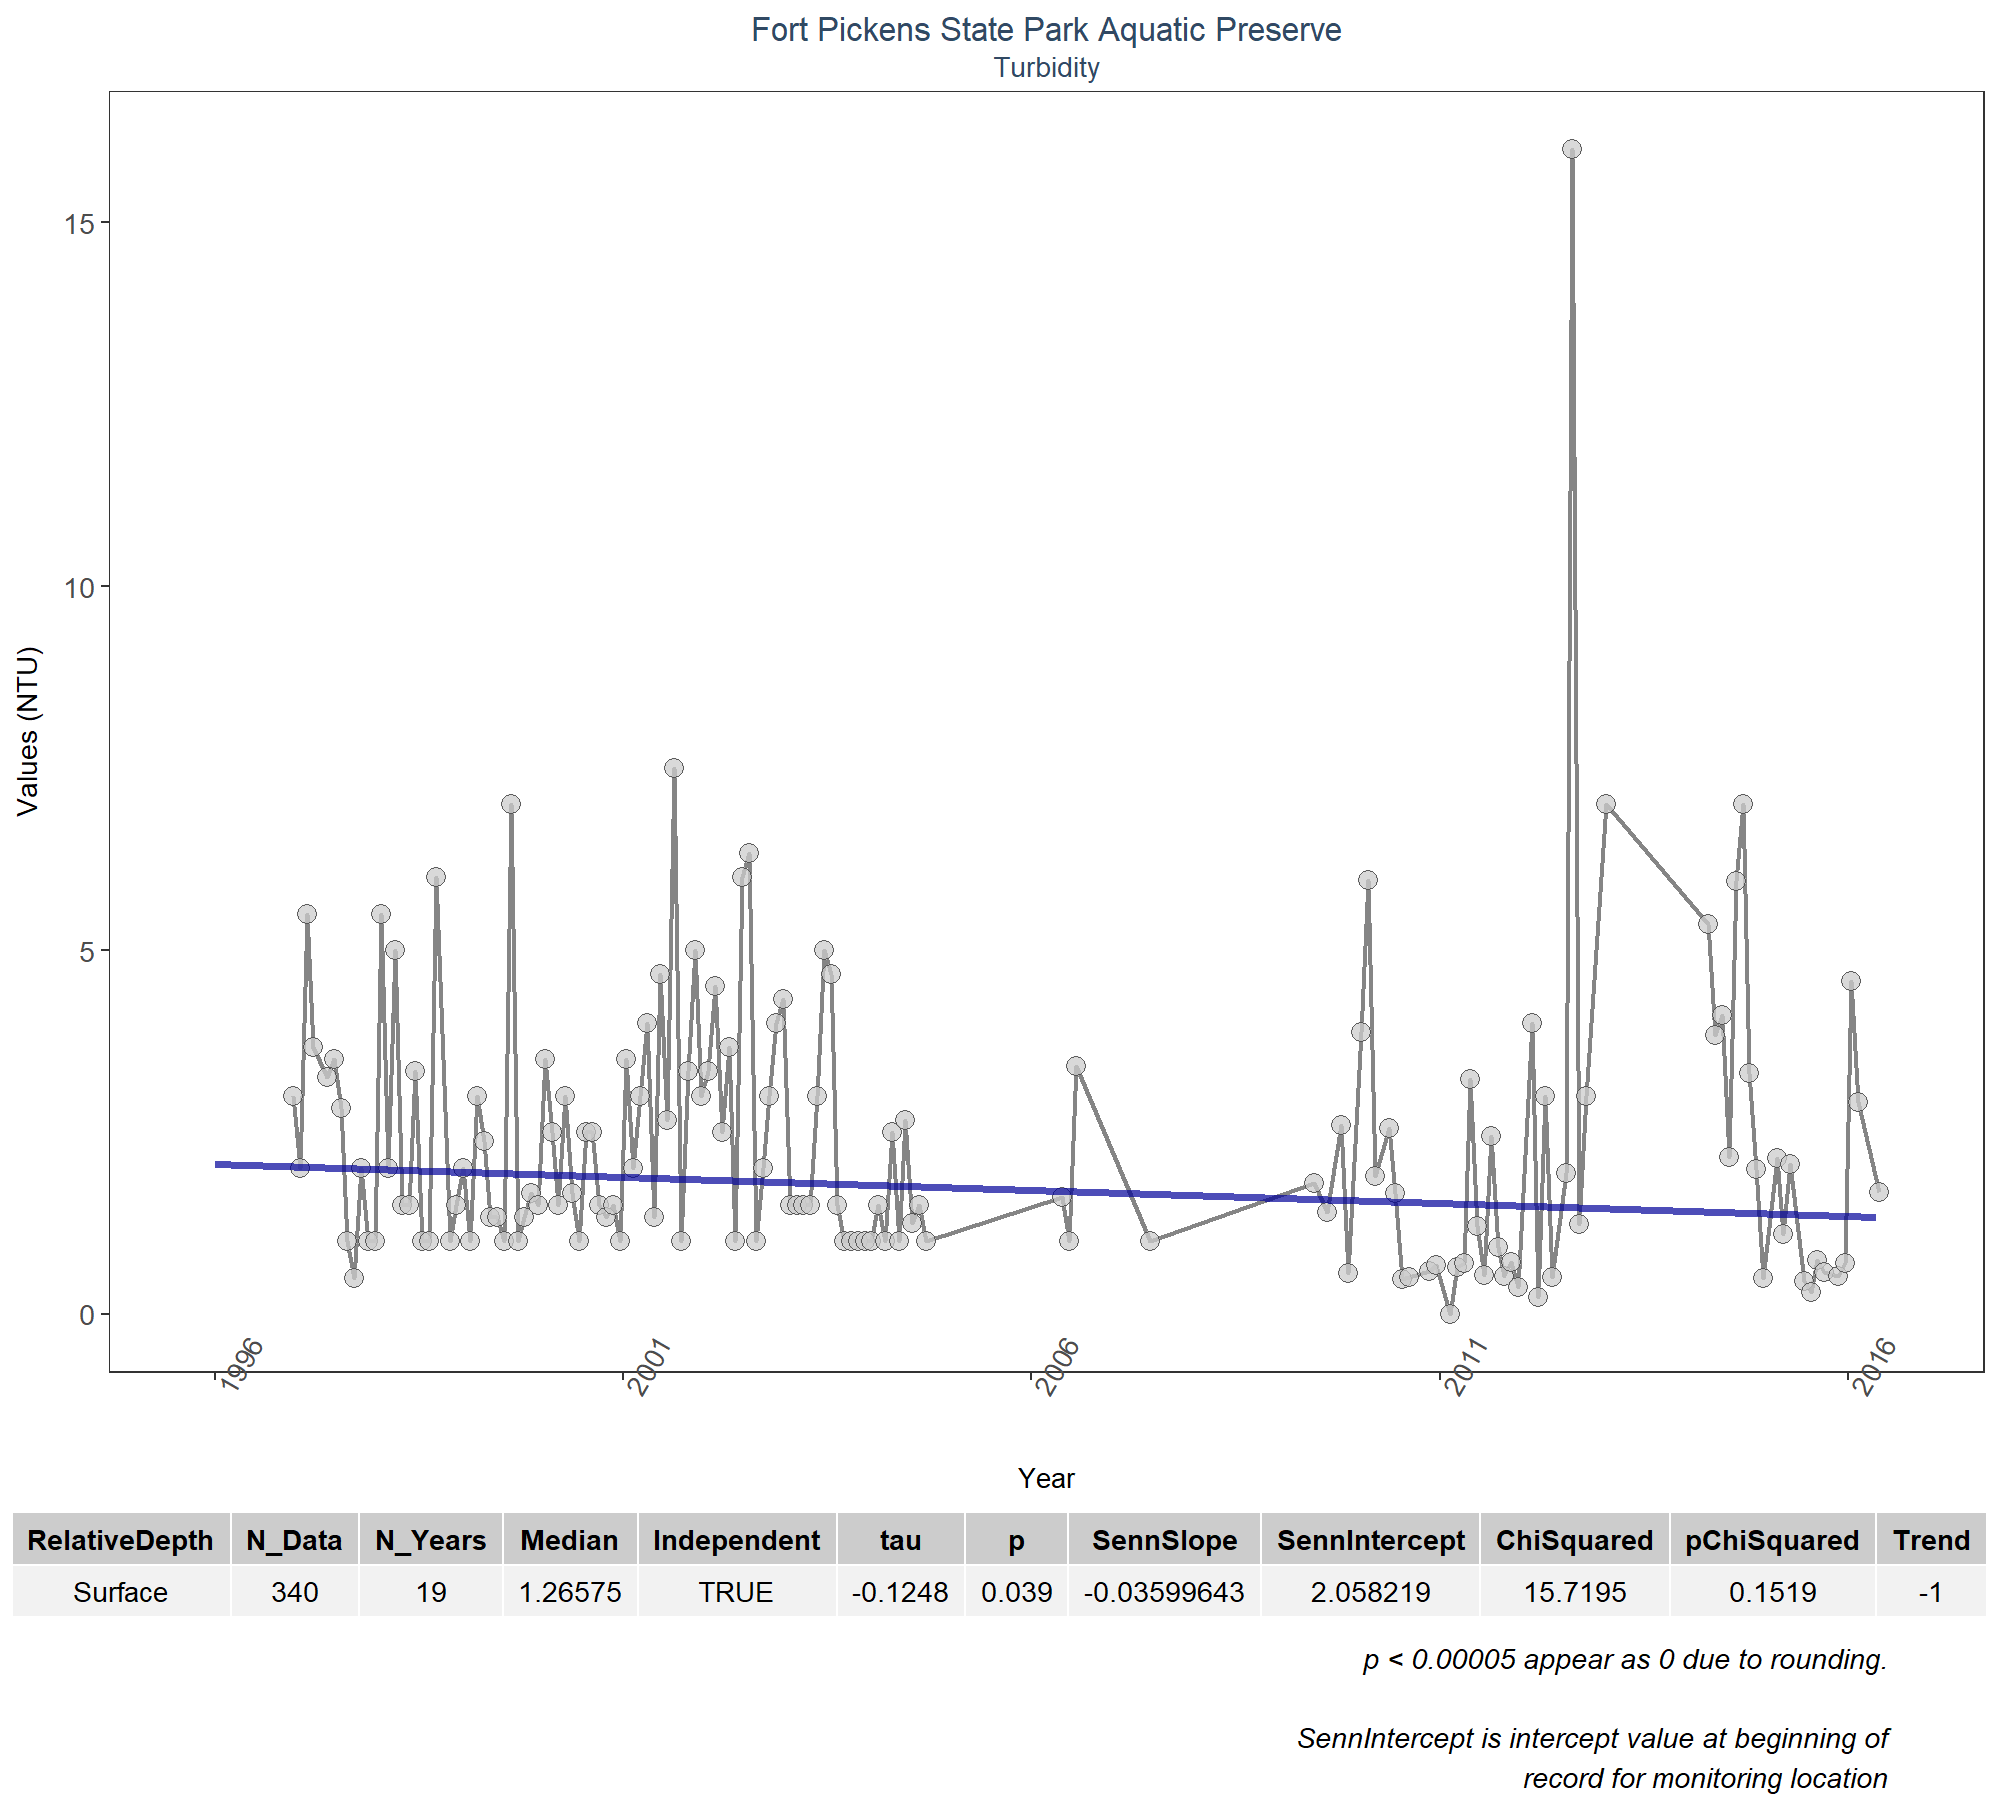 Fort Pickens State Park Aquatic Preserve
Turbidity
Values (NTU)
15
10
5
0
1996 2001 2006 2011 2016
Year
RelativeDepth N_Data N_Years Median Independent tau p SennSlope SennIntercept ChiSquared pChiSquared Trend
Surface 340 19 1.26575 TRUE -0.1248 0.039 -0.03599643 2.058219 15.7195 0.1519 -1
p < 0.00005 appear as 0 due to rounding.
SennIntercept is intercept value at beginning of
record for monitoring location